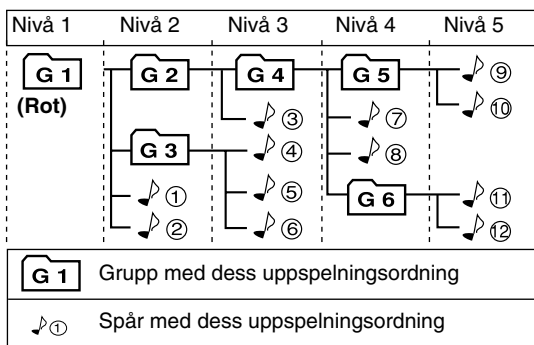 Nivå 1 Nivå 2 Nivå 3 Nivå 4 Nivå 5
G 1 G 2 G 4 G 5 ⑨
(Rot) ③ ⑦ ⑩
G 3 ④ ⑧
① ⑤ G 6 ⑪
② ⑥ ⑫
G 1 Grupp med dess uppspelningsordning
① Spår med dess uppspelningsordning